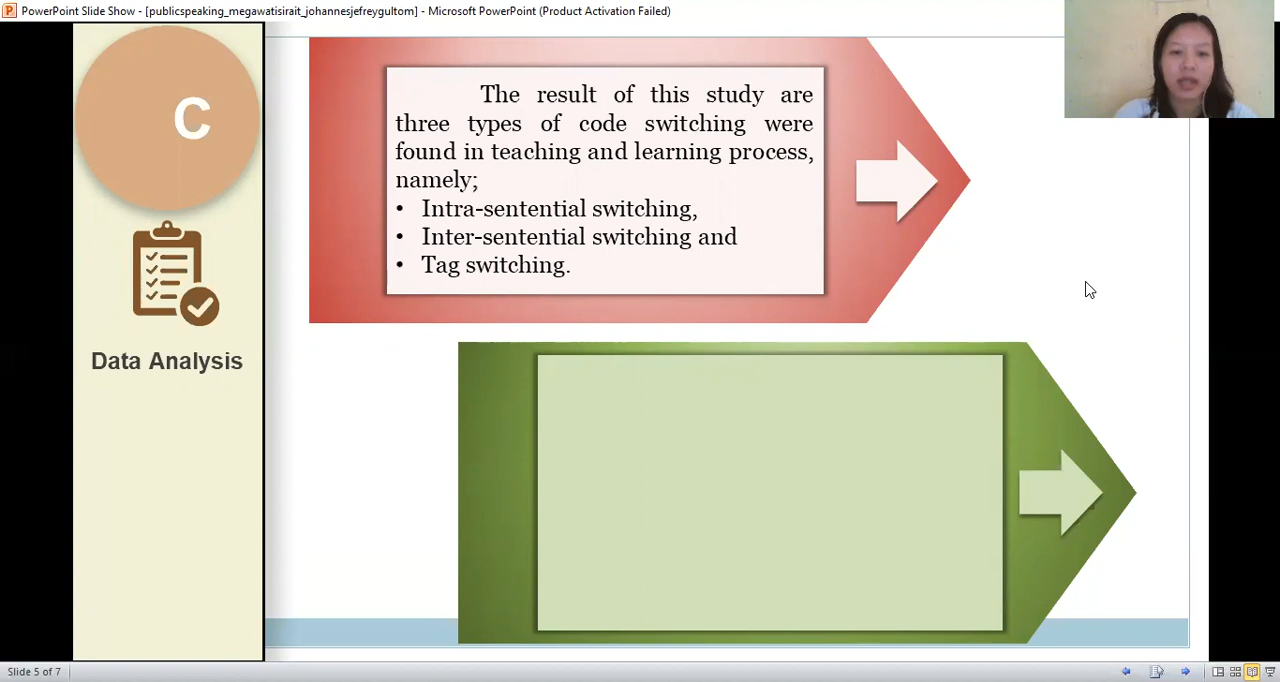 PowerPoint Slide Show - [publicspeaking_megawatisirait_johannesjefreygultom] - Microsoft PowerPoint (Product Activation Failed)
C
Data Analysis
The result of this study are
three types of code switching were
found in teaching and learning process,
namely;
• Intra-sentential switching,
• Inter-sentential switching and
• Tag switching.
Slide 5 of 7